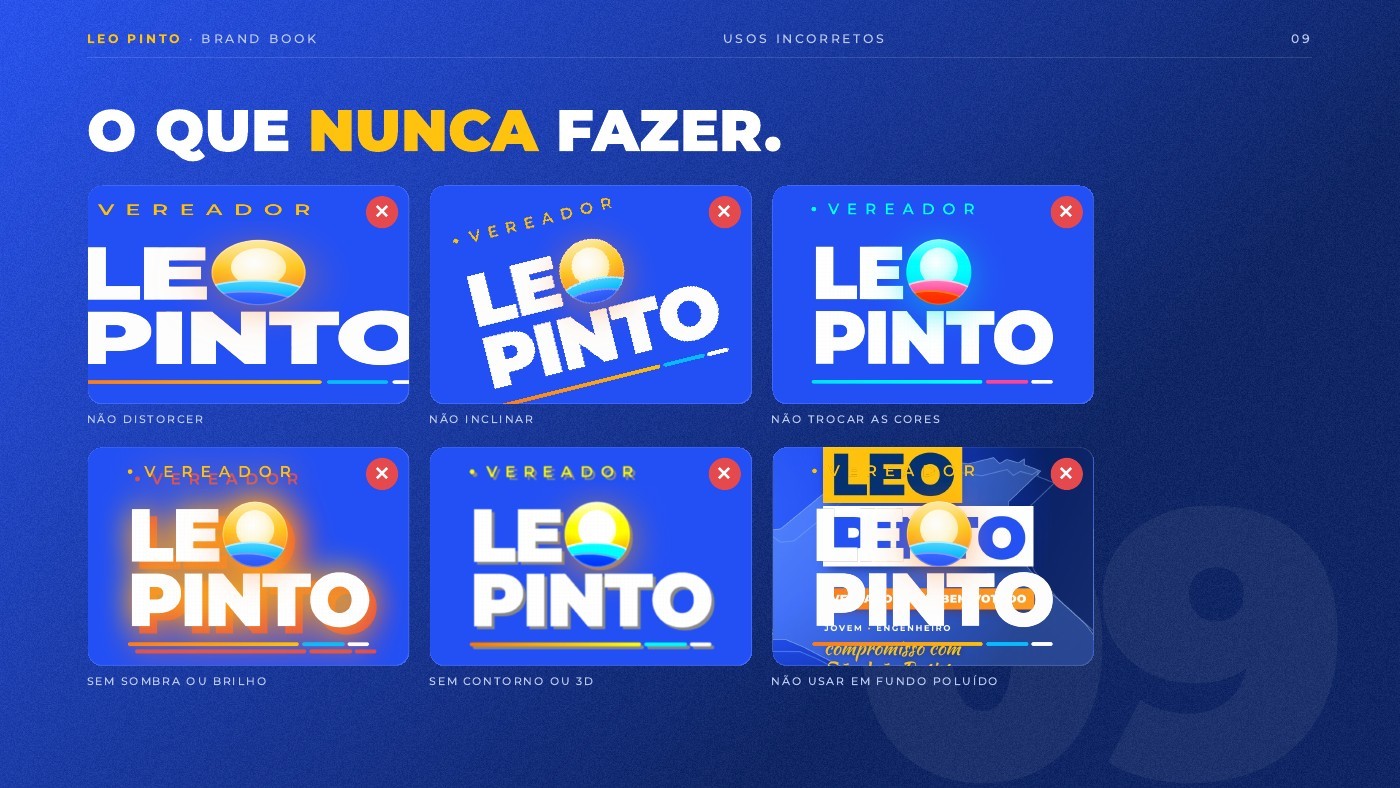 LEO PINTO · BRAND BOOK
USOS INCORRETOS
09
O QUE NUNCA FAZER.
VEREADOR
LEO
PINTO
NÃO DISTORCER
• VEREADOR
LEO
PINTO
NÃO INCLINAR
• VEREADOR
LEO
PINTO
NÃO TROCAR AS CORES
• VEREADOR
VEREADOR
LEO
PINTO
SEM SOMBRA OU BRILHO
• VEREADOR
LEO
PINTO
SEM CONTORNO OU 3D
LEO
• VEREADOR
LEO
PINTO
JOVEM • ENGENHEIRO
compromisso com
NÃO USAR EM FUNDO POLUÍDO
09